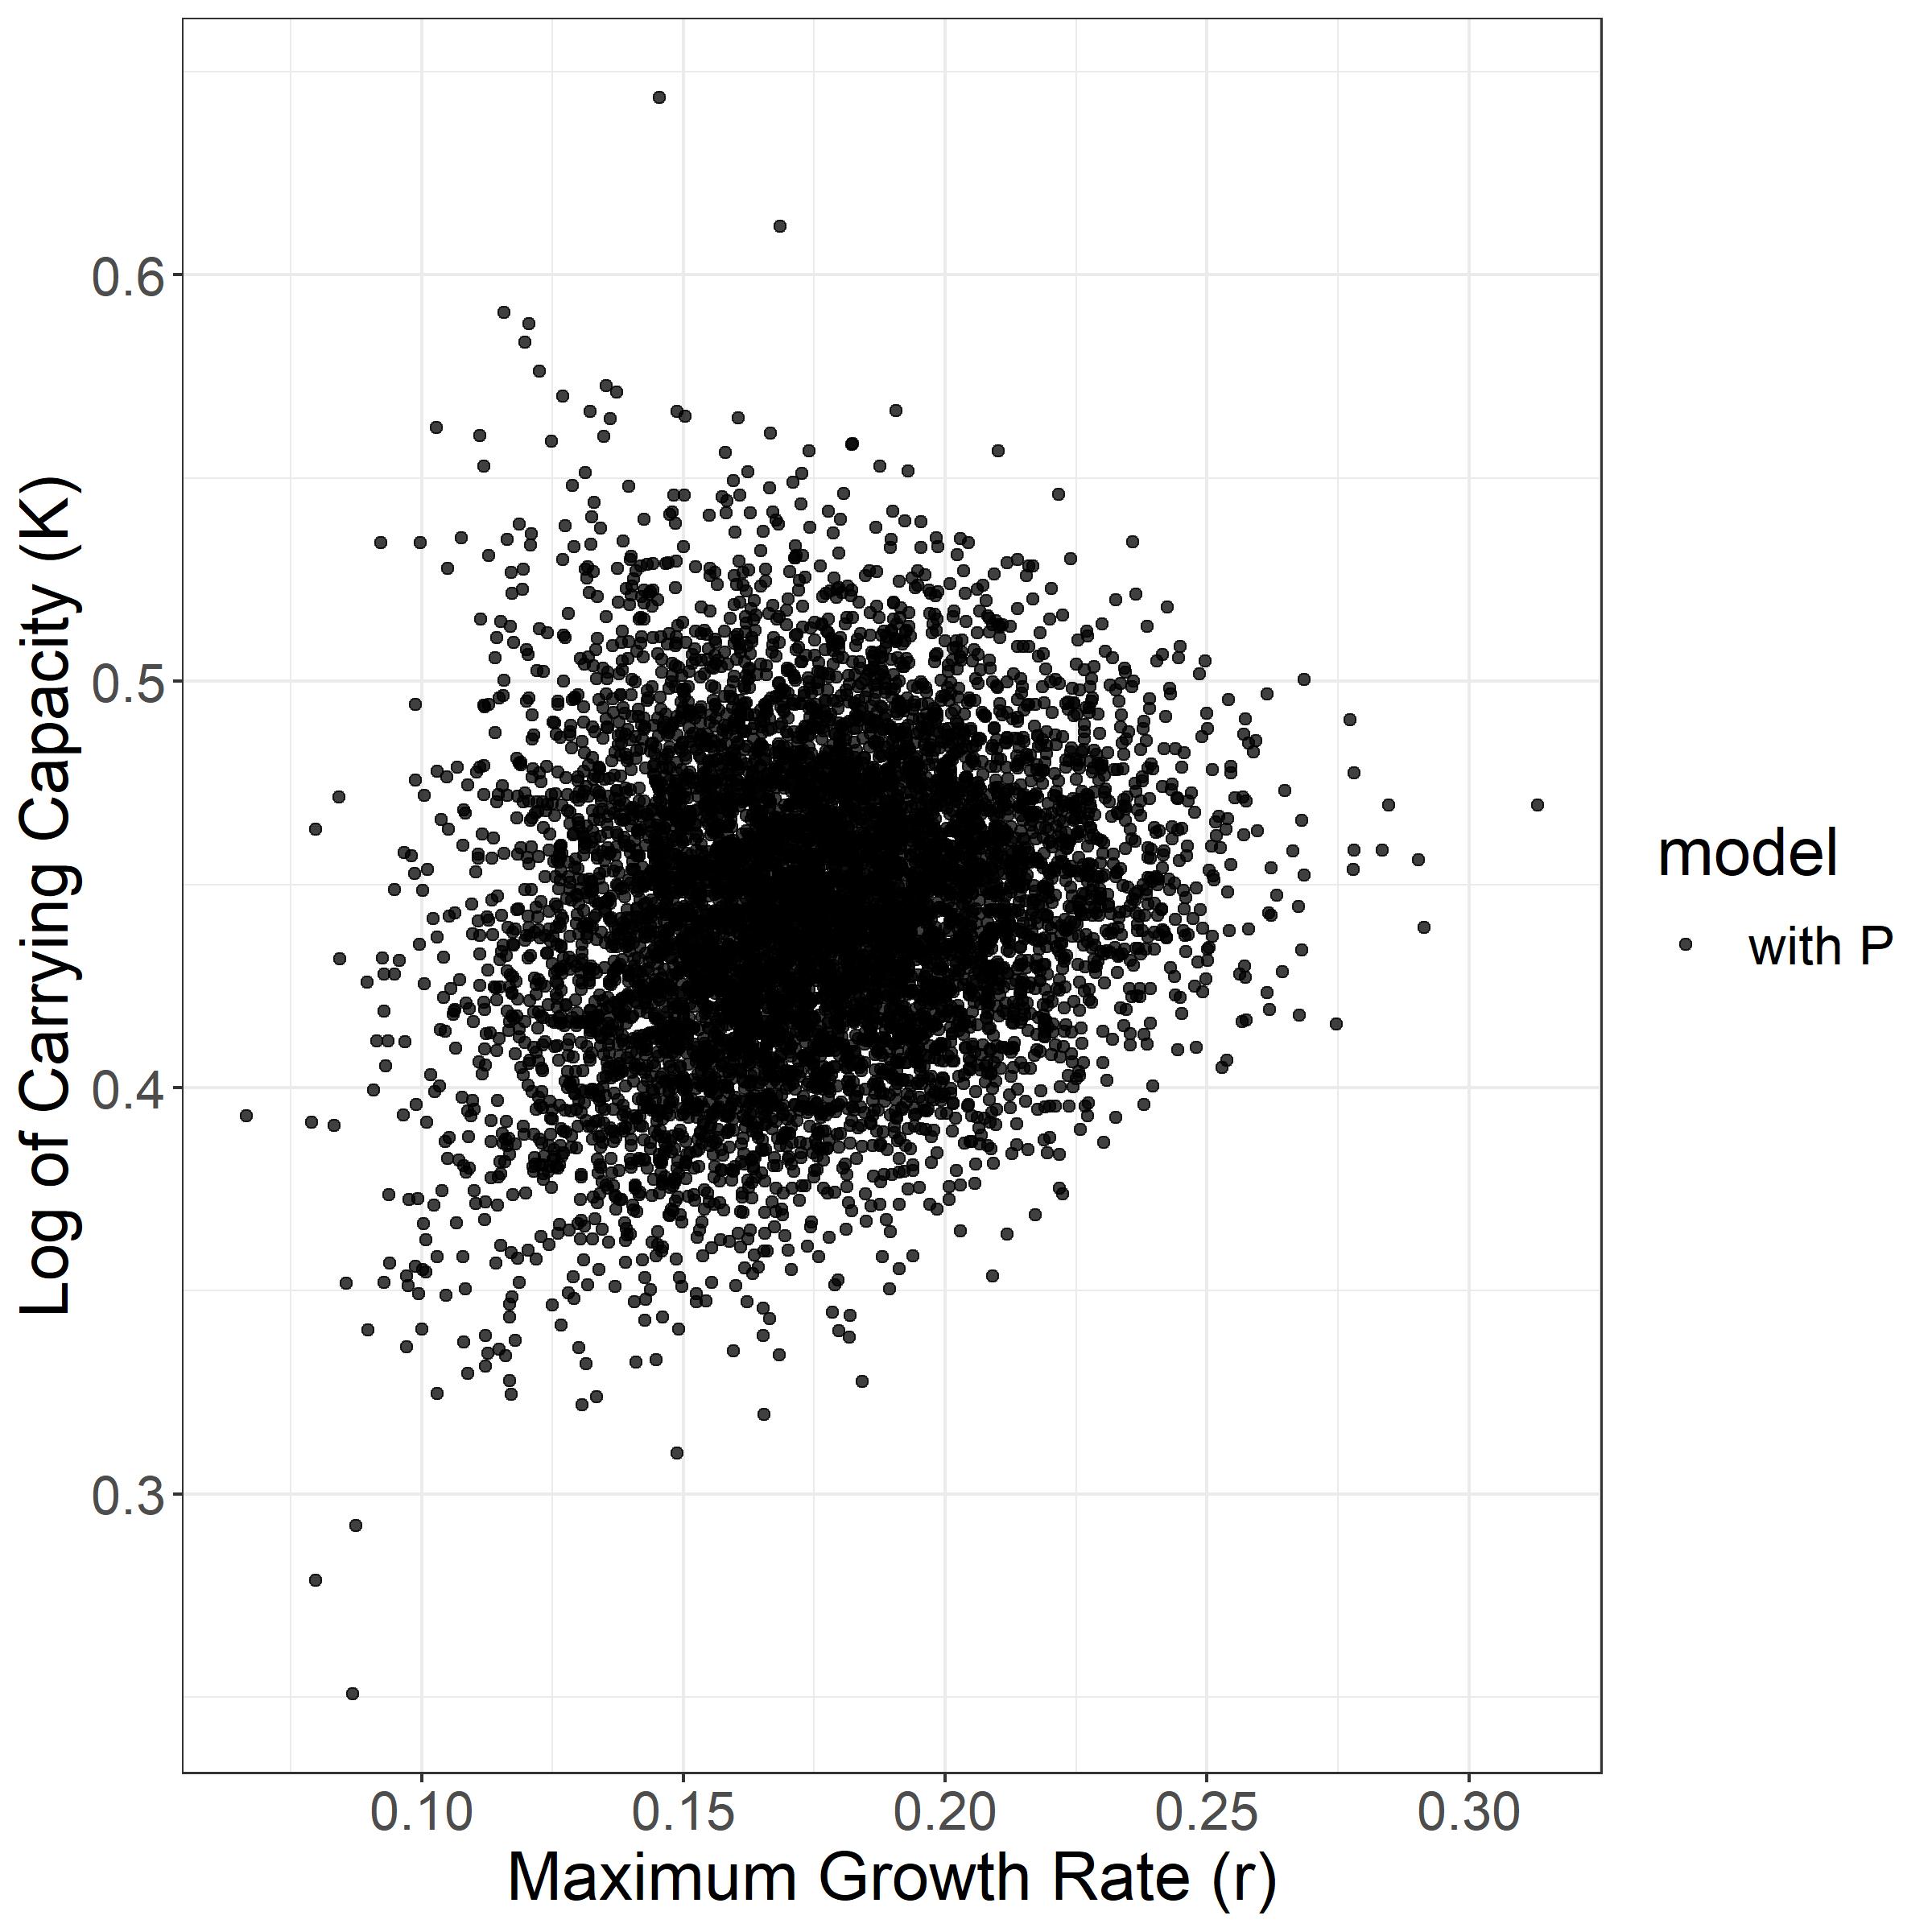 Log of Carrying Capacity (K)
0.6
0.5
0.4
0.3
0.10 0.15 0.20 0.25 0.30
Maximum Growth Rate (r)
model
with P